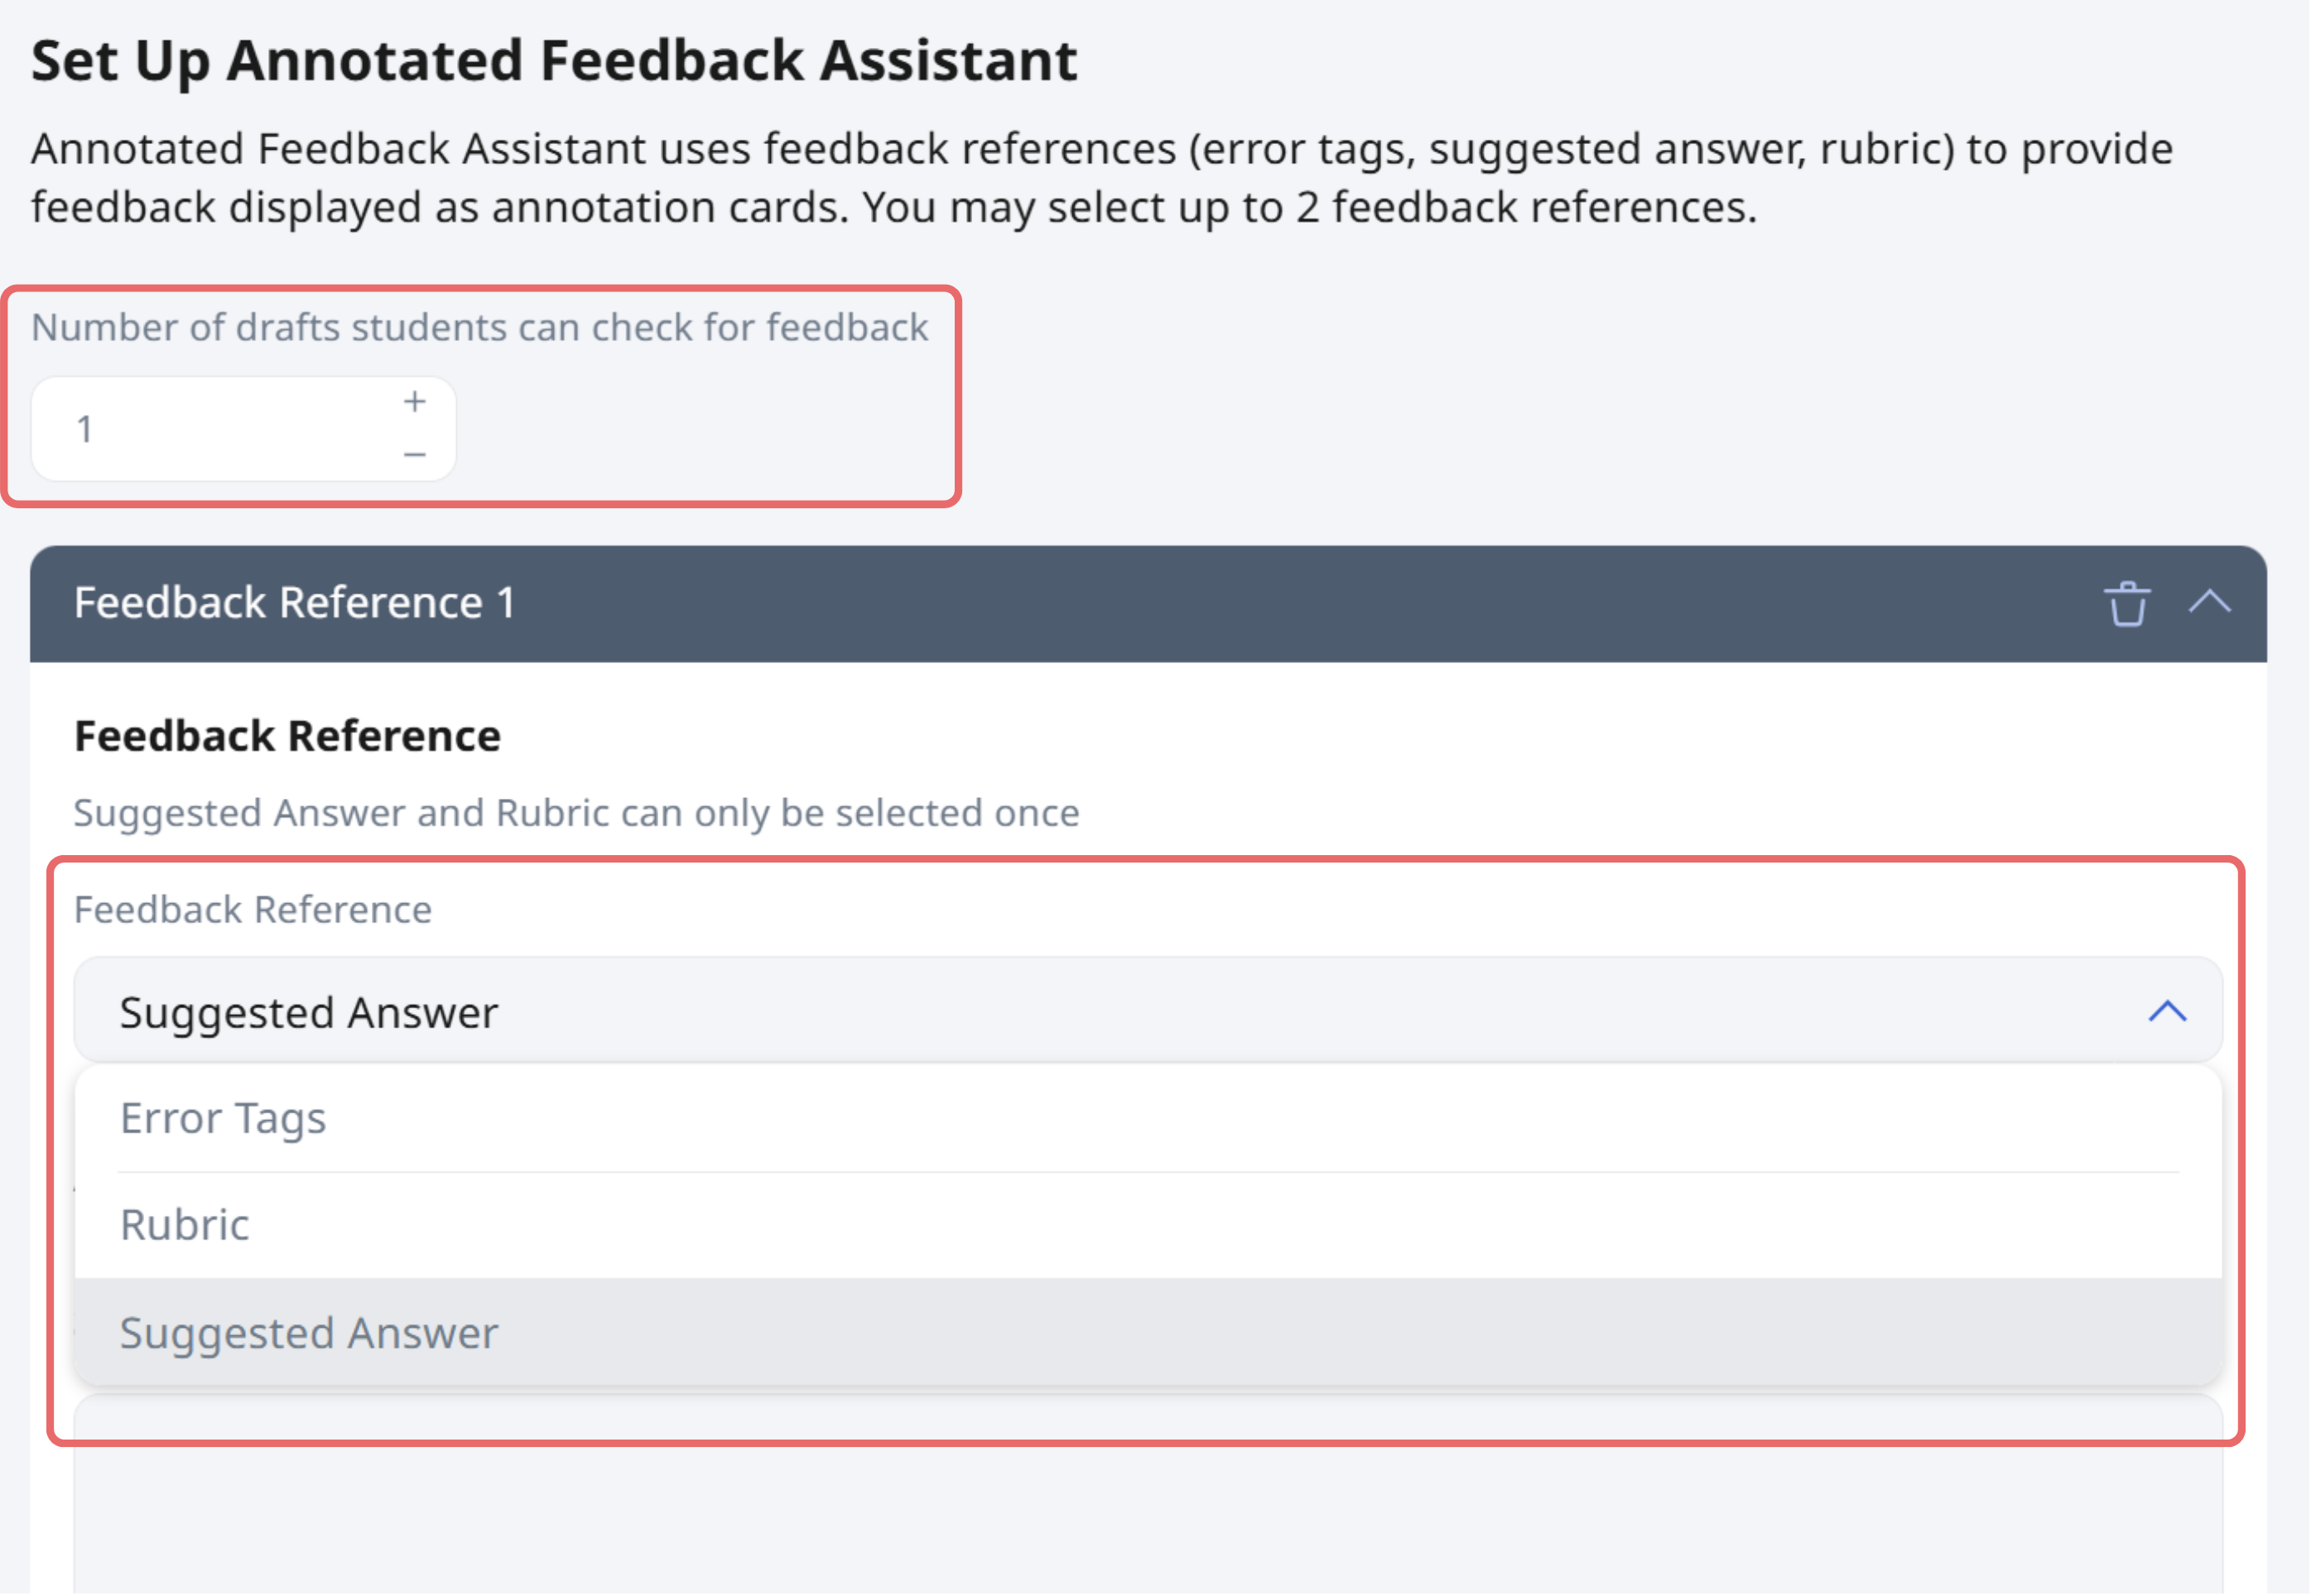 Set Up Annotated Feedback Assistant
Annotated Feedback Assistant uses feedback references (error tags, suggested answer, rubric) to provide
feedback displayed as annotation cards. You may select up to 2 feedback references.
Number of drafts students can check for feedback
1
Feedback Reference 1
Feedback Reference
Suggested Answer and Rubric can only be selected once
Feedback Reference
Suggested Answer
Error Tags
Rubric
Suggested Answer